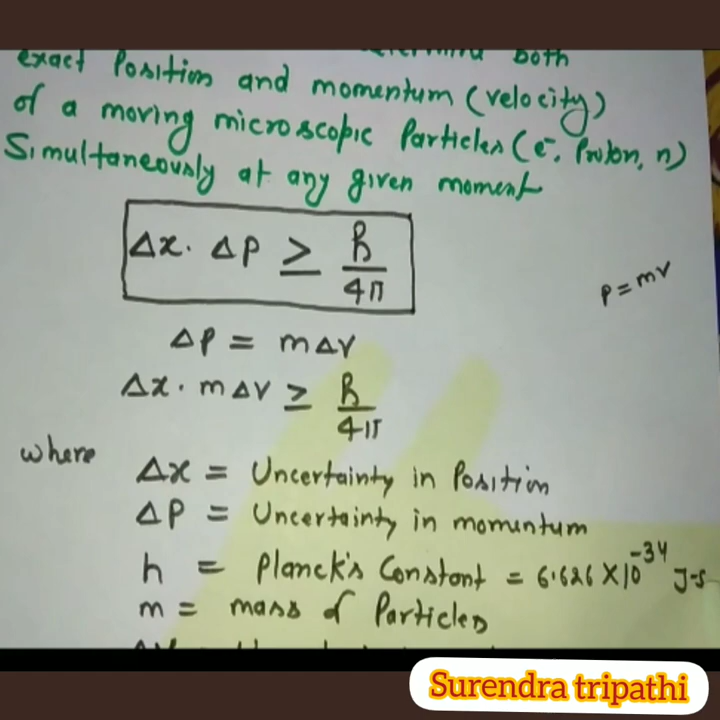 both
exact Position and momentum (velocity)
of a moving microscopic Particles (e⁻, Proton, n)
Simultaneously at any given moment
Δx. ΔP ≥ h/4π
P = mv
ΔP = mΔV
Δx. mΔV ≥ h/4π
where
Δx = Uncertainty in Position
ΔP = Uncertainty in momentum
h = Planck's Constant = 6.626 X 10⁻³⁴ J-s
m = mass of Particles
Surendra tripathi